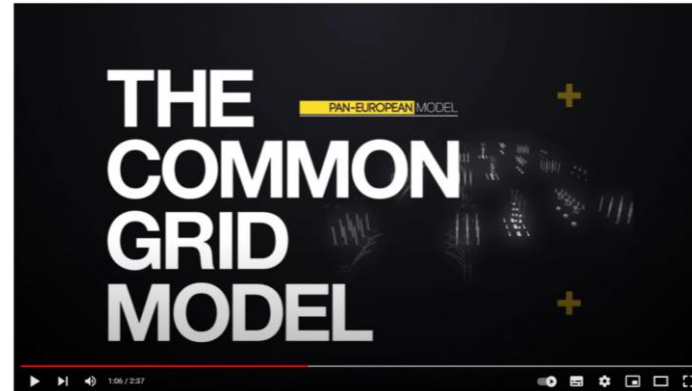 THE
PAN-EUROPEAN MODEL
COMMON
GRID
MODEL
1:06 / 2:37